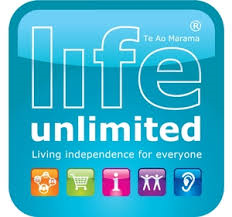 Te Ao Marama
life®
unlimited
Living independence for everyone
i